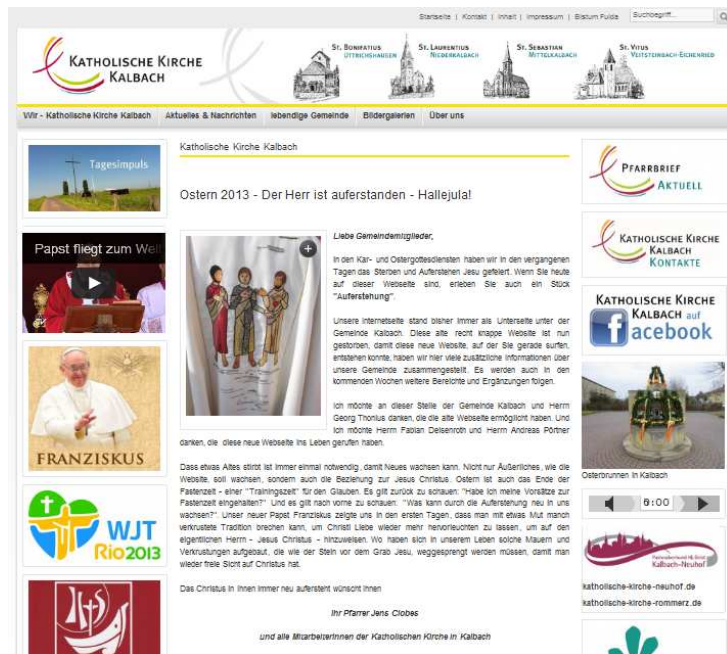 Startseite | Kontakt | Inhalt | Impressum | Bistum Fulda
Suchbegriff...
KATHOLISCHE KIRCHE
KALBACH
ST. BONIFATIUS
UTTRICHSHAUSEN
ST. LAURENTIUS
NIEDERKALBACH
ST. SEBASTIAN
MITTELKALBACH
ST. VITUS
VEITSTEINBACH-EICHENRIED
Wir - Katholische Kirche Kalbach
Aktuelles & Nachrichten
lebendige Gemeinde
Bildergalerien
Über uns
Tagesimpuls
Papst fliegt zum Wel
FRANZISKUS
WJT
Rio2013
Katholische Kirche Kalbach
Ostern 2013 - Der Herr ist auferstanden - Hallejula!
Liebe Gemeindemitglieder,
in den Kar- und Ostergottesdiensten haben wir in den vergangenen
Tagen das Sterben und Auferstehen Jesu gefeiert. Wenn Sie heute
auf dieser Webseite sind, erleben Sie auch ein Stück
"Auferstehung".
Unsere Internetseite stand bisher immer als Unterseite unter der
Gemeinde Kalbach. Diese alte recht knappe Website ist nun
gestorben, damit diese neue Website, auf der Sie gerade surfen,
entstehen konnte, haben wir hier viele zusätzliche Informationen über
unsere Gemeinde zusammengestellt. Es werden auch in den
kommenden Wochen weitere Bereiche und Ergänzungen folgen.
Ich möchte an dieser Stelle der Gemeinde Kalbach und Herrn
Georg Thonius danken, die die alte Webseite ermöglicht haben. Und
ich möchte Herrn Fabian Deisenroth und Herrn Andreas Pörtner
danken, die diese neue Webseite ins Leben gerufen haben.
Dass etwas Altes stirbt ist immer einmal notwendig, damit Neues wachsen kann. Nicht nur Äußerliches, wie die
Website, soll wachsen, sondern auch die Beziehung zur Jesus Christus. Ostern ist auch das Ende der
Fastenzeit - einer "Trainingszeit" für den Glauben. Es gilt zurück zu schauen: "Habe ich meine Vorsätze zur
Fastenzeit eingehalten?" Und es gilt nach vorne zu schauen: "Was kann durch die Auferstehung neu in uns
wachsen?". Unser neuer Papst Franziskus zeigte uns in den ersten Tagen, dass man mit etwas Mut manch
verkrustete Tradition brechen kann, um Christi Liebe wieder mehr hervorleuchten zu lassen, um auf den
eigentlichen Herrn - Jesus Christus - hinzuweisen. Wo haben sich in unserem Leben solche Mauern und
Verkrustungen aufgebaut, die wie der Stein vor dem Grab Jesu, weggesprengt werden müssen, damit man
wieder freie Sicht auf Christus hat.
Das Christus in Ihnen immer neu aufersteht wünscht Ihnen
Ihr Pfarrer Jens Clobes
und alle MitarbeiterInnen der Katholischen Kirche in Kalbach
PFARRBRIEF
AKTUELL
KATHOLISCHE KIRCHE
KALBACH
KONTAKTE
KATHOLISCHE KIRCHE
KALBACH auf
facebook
Osterbrunnen in Kalbach
0:00
Kalbach-Neuhof
katholische-kirche-neuhof.de
katholische-kirche-rommerz.de